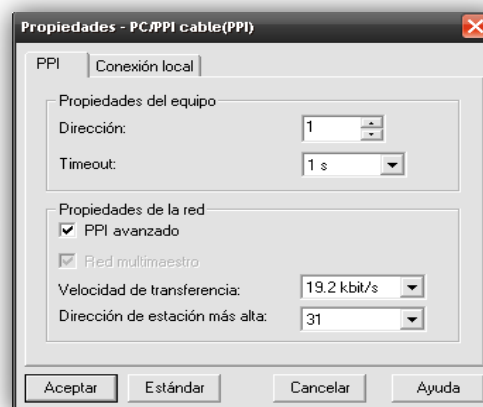 Propiedades - PC/PPI cable(PPI)
PPI
Conexión local
Propiedades del equipo
Dirección: 1
Timeout: 1 s
Propiedades de la red
PPI avanzado
Red multimaestro
Velocidad de transferencia: 19.2 kbit/s
Dirección de estación más alta: 31
Aceptar Estándar Cancelar Ayuda